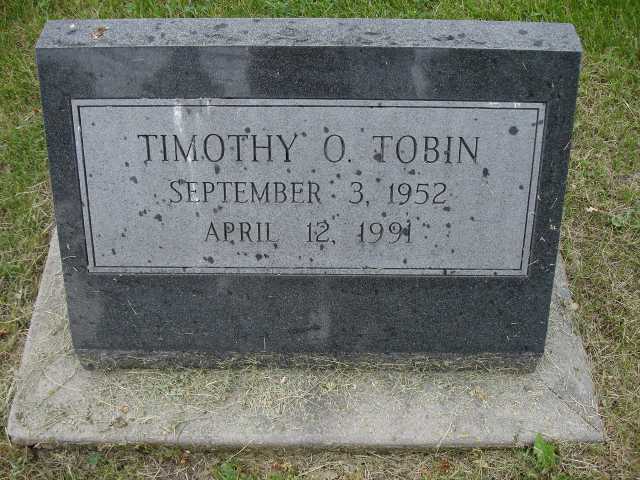 TIMOTHY O. TOBIN
SEPTEMBER 3, 1952
APRIL 12, 1991